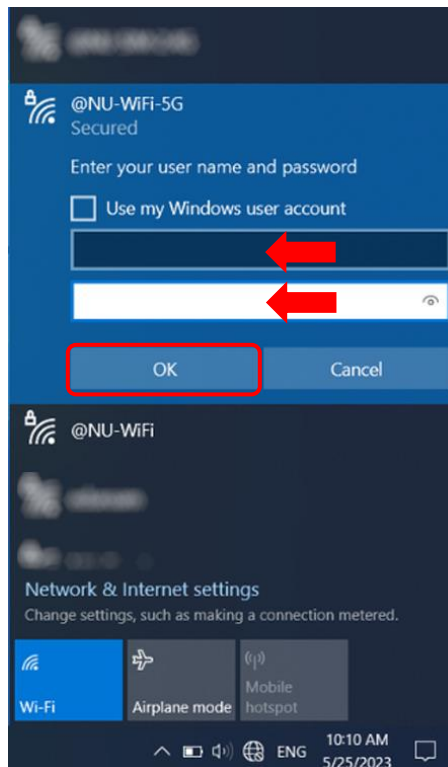 @NU-WiFi-5G
Secured
Enter your user name and password
Use my Windows user account
OK Cancel
@NU-WiFi
Network & Internet settings
Change settings, such as making a connection metered.
Wi-Fi Airplane mode Mobile hotspot
ENG 10:10 AM
5/25/2023